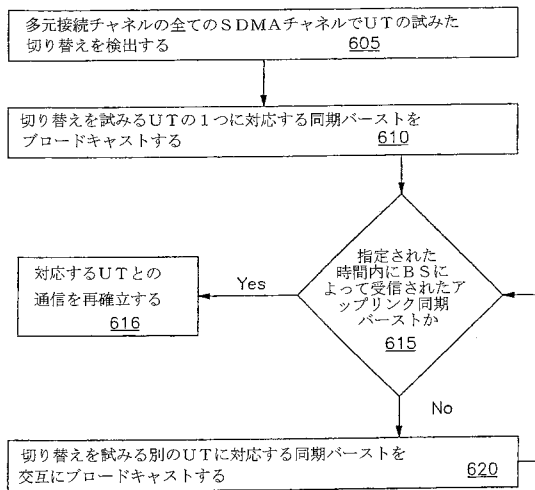 多元接続チャネルの全てのSDMAチャネルでUTの試みた
切り替えを検出する
605
切り替えを試みるUTの1つに対応する同期バーストを
ブロードキャストする
610
指定された
時間内にBSに
よって受信されたア
ップリンク同期
バーストか
615
Yes
対応するUTとの
通信を再確立する
616
No
切り替えを試みる別のUTに対応する同期バーストを
交互にブロードキャストする
620